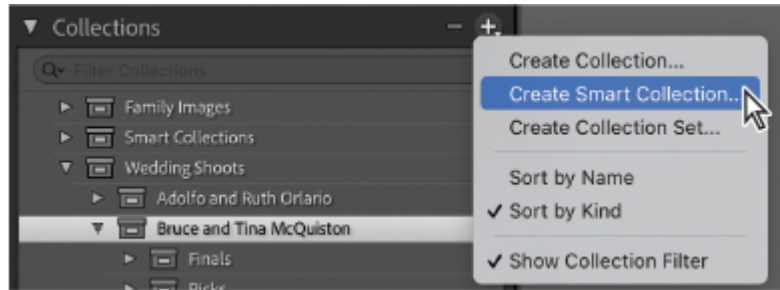 Collections
Filter Collections
Family Images
Smart Collections
Wedding Shoots
Adolfo and Ruth Orlario
Bruce and Tina McQuiston
Finals
Picks
Create Collection...
Create Smart Collection...
Create Collection Set...
Sort by Name
✓ Sort by Kind
✓ Show Collection Filter